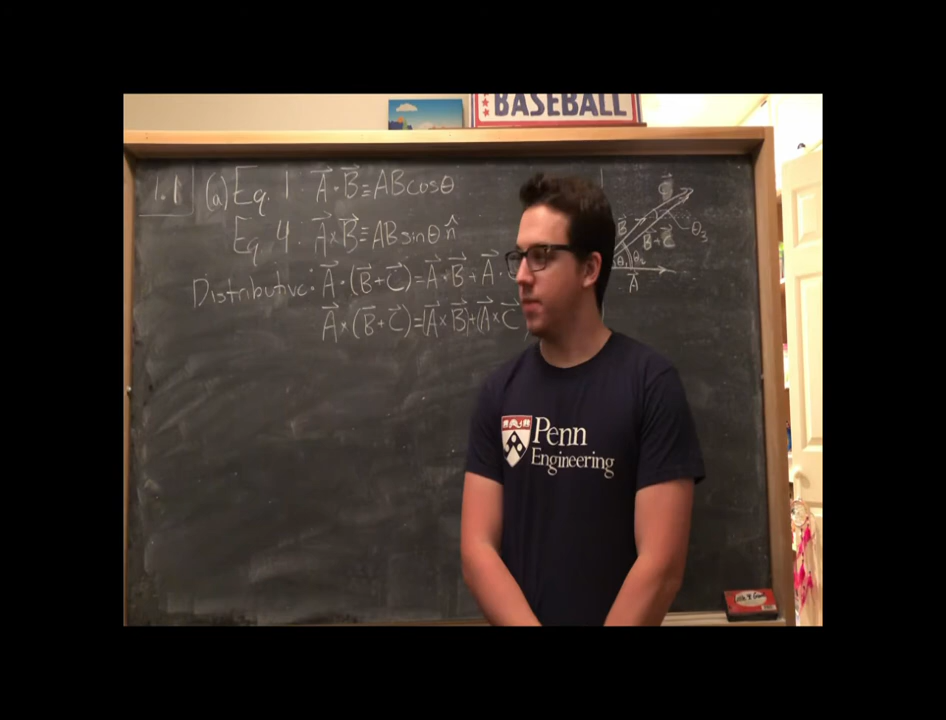 BASEBALL
1.1 (a) Eq. 1 A⃗·B⃗≡ABcosθ
Eq 4. A⃗×B⃗≡ABsinθ n̂
Distributive: A⃗·(B⃗+C⃗)=A⃗·B⃗+A⃗·
A⃗×(B⃗+C⃗)=(A⃗×B⃗)+(A⃗×C⃗
C⃗
B⃗
B⃗+C⃗
θ₃
θ₁ θ₂
A⃗
Penn
Engineering